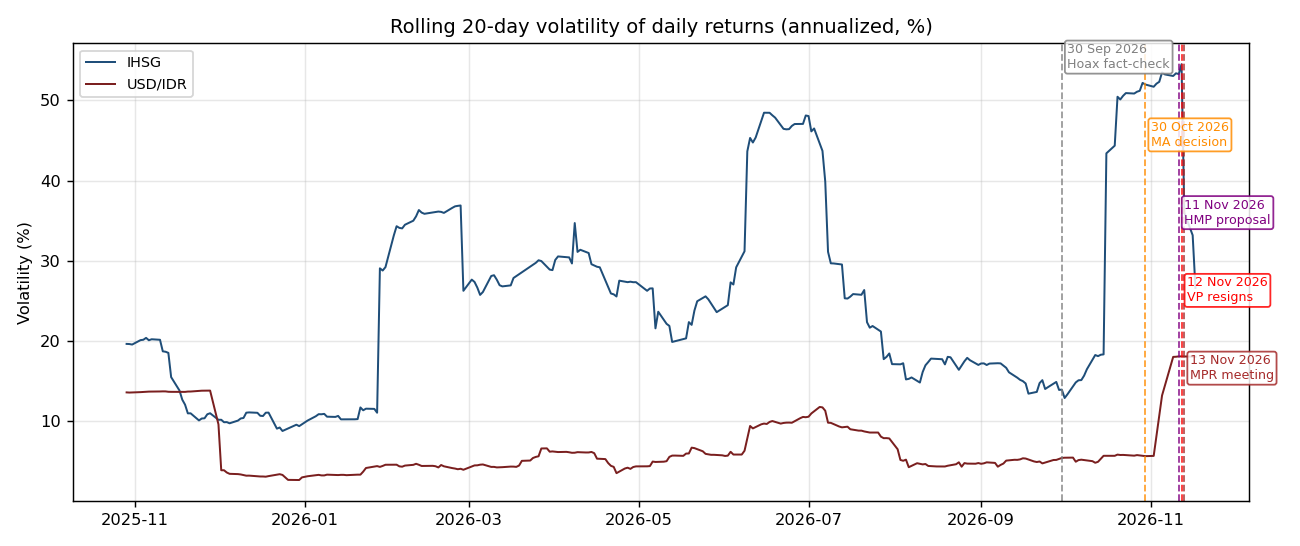 Rolling 20-day volatility of daily returns (annualized, %)
IHSG
USD/IDR
30 Sep 2026
Hoax fact-check
30 Oct 2026
MA decision
11 Nov 2026
HMP proposal
12 Nov 2026
VP resigns
13 Nov 2026
MPR meeting
Volatility (%)
50
40
30
20
10
2025-11
2026-01
2026-03
2026-05
2026-07
2026-09
2026-11